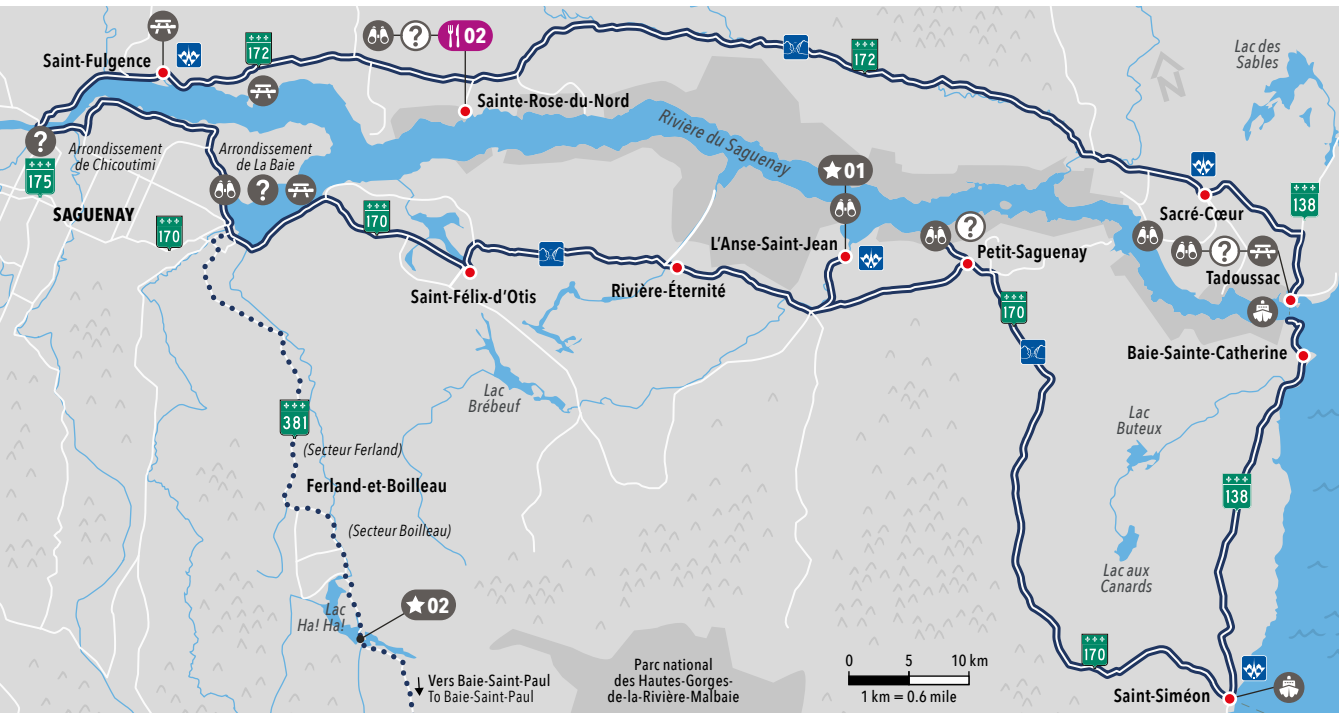 Saint-Fulgence
172
? 02
172
Lac des
Sables
N
Sainte-Rose-du-Nord
Rivière du Saguenay
?
Arrondissement
de Chicoutimi
Arrondissement
de La Baie
175
?
01
SAGUENAY
170
170
Sacré-Cœur
138
L'Anse-Saint-Jean
?
Petit-Saguenay
?
Tadoussac
Saint-Félix-d'Otis
Rivière-Éternité
170
Baie-Sainte-Catherine
Lac
Brébeuf
381
(Secteur Ferland)
Lac
Buteux
Ferland-et-Boilleau
138
(Secteur Boilleau)
Lac aux
Canards
02
Lac
Ha! Ha!
170
Vers Baie-Saint-Paul
To Baie-Saint-Paul
Parc national
des Hautes-Gorges-
de-la-Rivière-Malbaie
0 5 10 km
1 km = 0.6 mile
Saint-Siméon